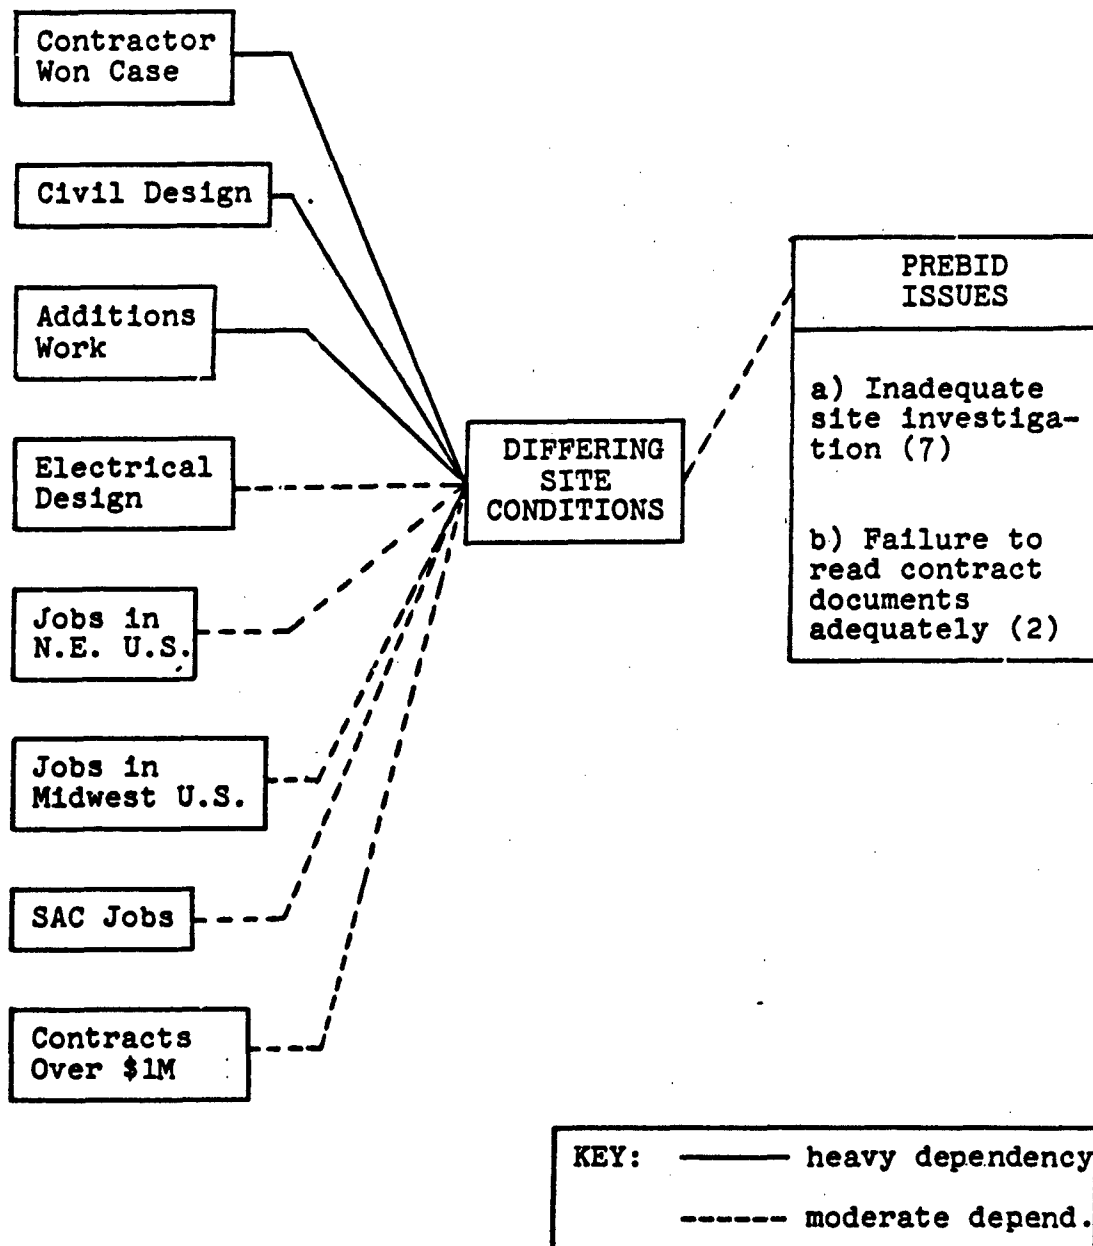 Contractor
Won Case
Civil Design
Additions
Work
Electrical
Design
Jobs in
N.E. U.S.
Jobs in
Midwest U.S.
SAC Jobs
Contracts
Over $1M
DIFFERING
SITE
CONDITIONS
PREBID
ISSUES
a) Inadequate
site investiga-
tion (7)
b) Failure to
read contract
documents
adequately (2)
KEY: heavy dependency
moderate depend.